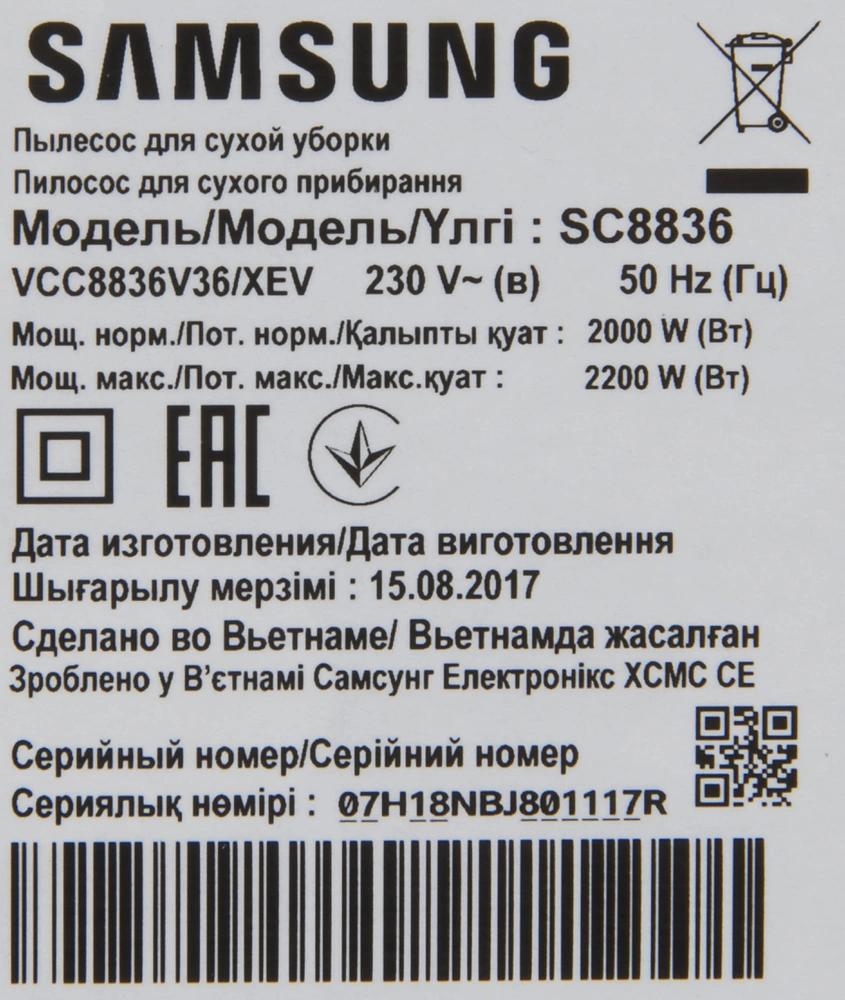 SAMSUNG
Пылесос для сухой уборки
Пилосос для сухого прибирання
Модель/Модель/Үлгі : SC8836
VCC8836V36/XEV 230 V~ (в) 50 Hz (Гц)
Мощ. норм./Пот. норм./Қалыпты қуат : 2000 W (Вт)
Мощ. макс./Пот. макс./Макс.қуат : 2200 W (Вт)
EAC
Дата изготовления/Дата виготовлення
Шығарылу мерзімі : 15.08.2017
Сделано во Вьетнаме/ Вьетнамда жасалған
Зроблено у В’єтнамі Самсунг Електронікс ХСМС СЕ
Серийный номер/Серійний номер
Сериялық нөмірі : 07H18NBJ801117R